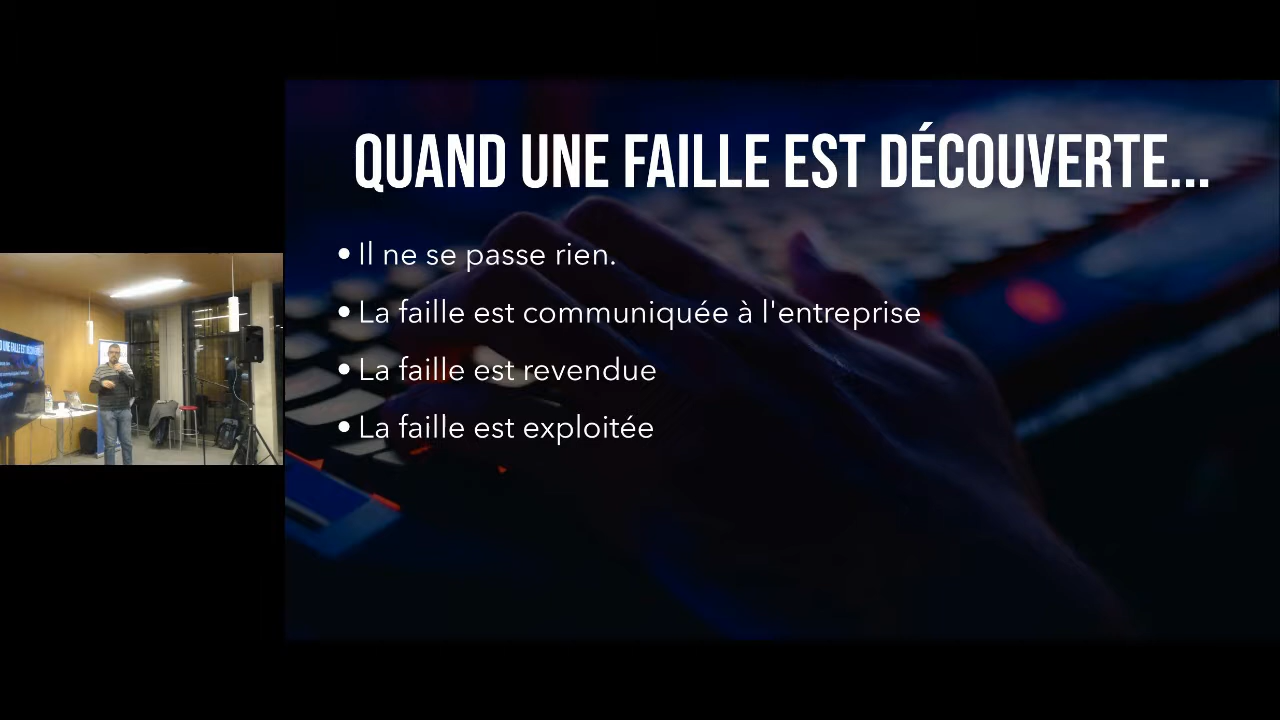 QUAND UNE FAILLE EST DÉCOUVERTE...
• Il ne se passe rien.
• La faille est communiquée à l'entreprise
• La faille est revendue
• La faille est exploitée